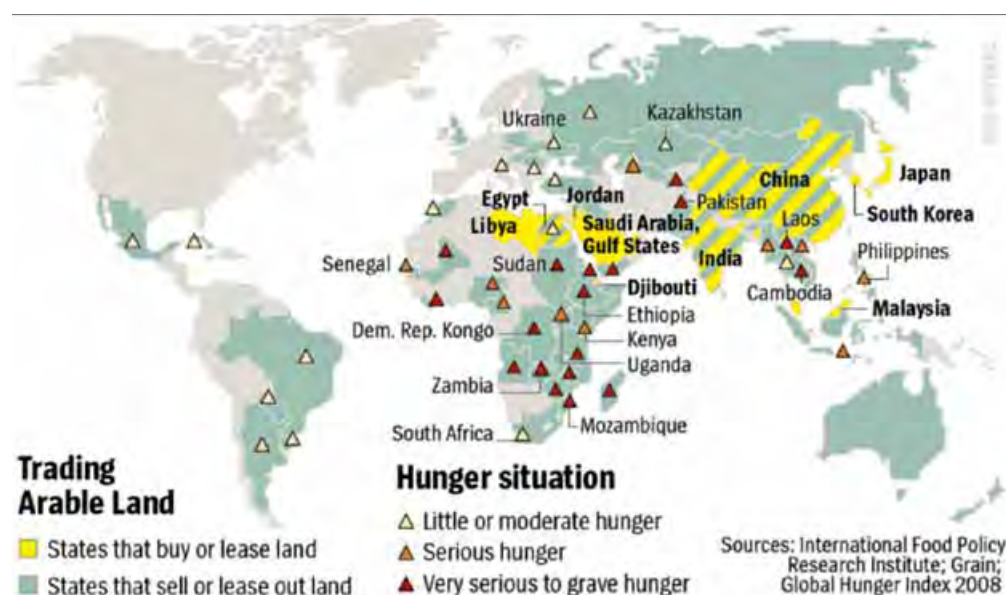 Ukraine
Kazakhstan
Egypt
Jordan
China
Japan
Libya
Saudi Arabia,
Gulf States
Pakistan
Laos
South Korea
India
Philippines
Senegal
Sudan
Djibouti
Cambodia
Malaysia
Ethiopia
Dem. Rep. Kongo
Kenya
Uganda
Zambia
Mozambique
South Africa
Trading
Arable Land
States that buy or lease land
States that sell or lease out land
Hunger situation
Little or moderate hunger
Serious hunger
Very serious to grave hunger
Sources: International Food Policy
Research Institute; Grain;
Global Hunger Index 2008